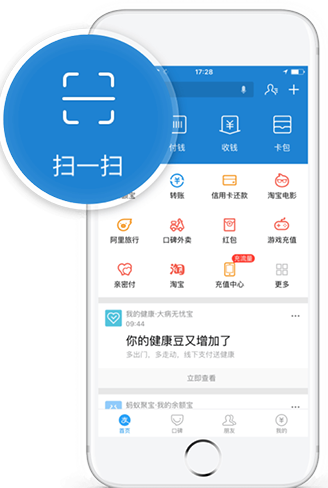 17:28
扫一扫
付钱
收钱
卡包
宝
转账
信用卡还款
淘宝电影
阿里旅行
口碑外卖
红包
游戏充值
充流量
亲密付
淘宝
充值中心
更多
我的健康·大病无忧宝
09:44
你的健康豆又增加了
多出门、多走动、线下支付送健康
立即查看
蚂蚁聚宝·我的余额宝
首页
口碑
朋友
我的